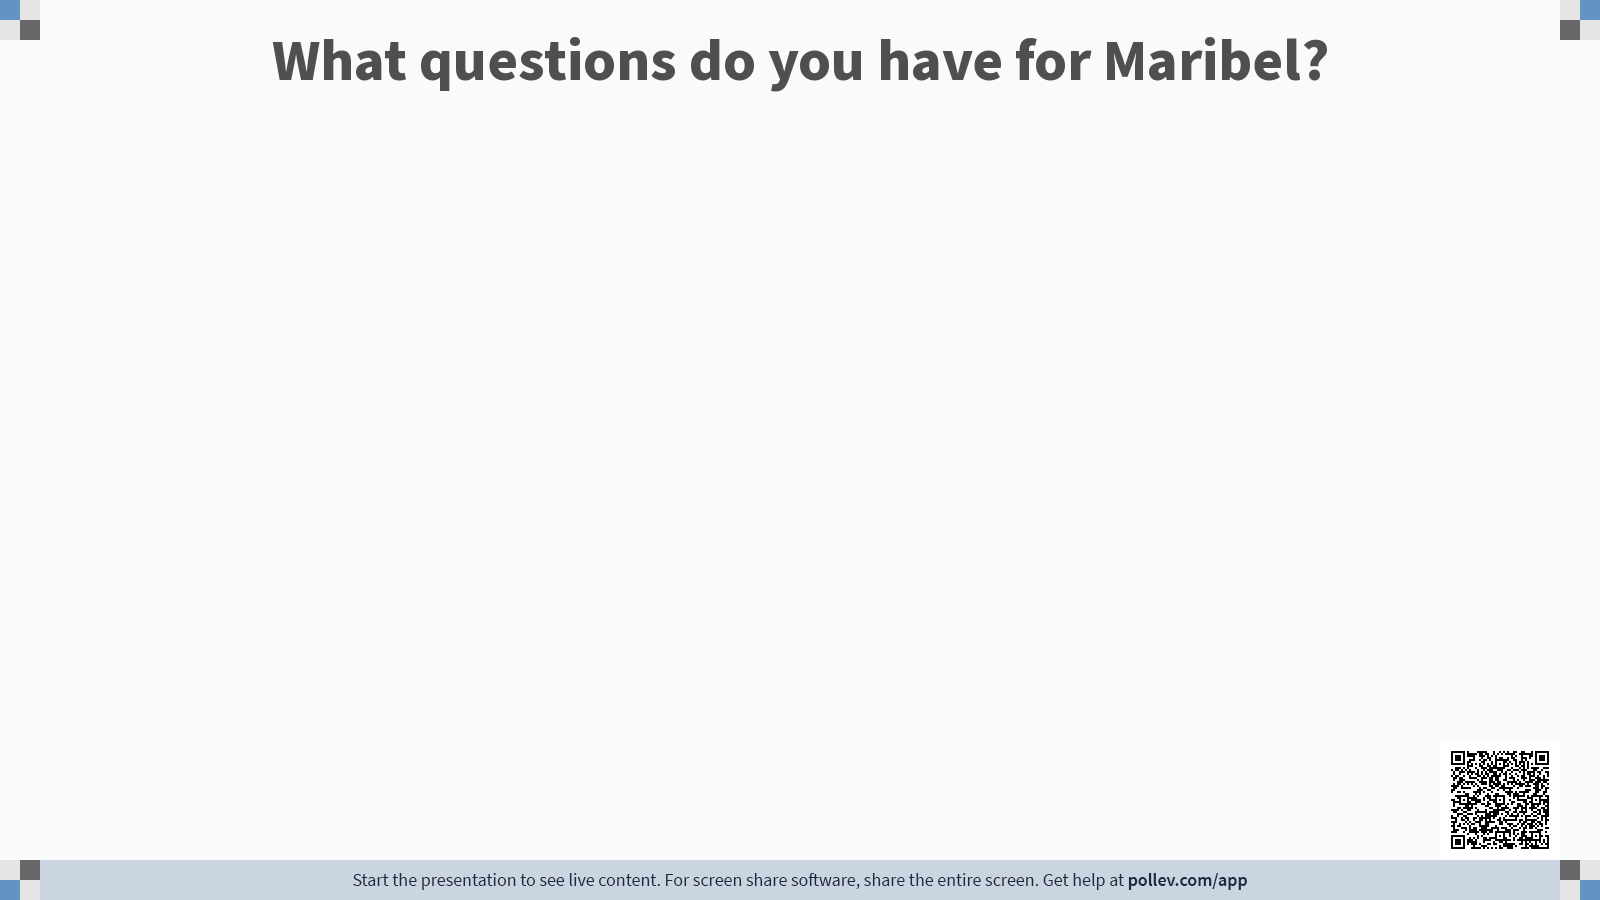 What questions do you have for Maribel?
Start the presentation to see live content. For screen share software, share the entire screen. Get help at pollev.com/app